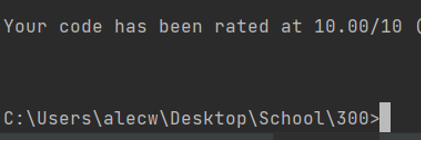 Your code has been rated at 10.00/10 (
C:\Users\alecw\Desktop\School\300>